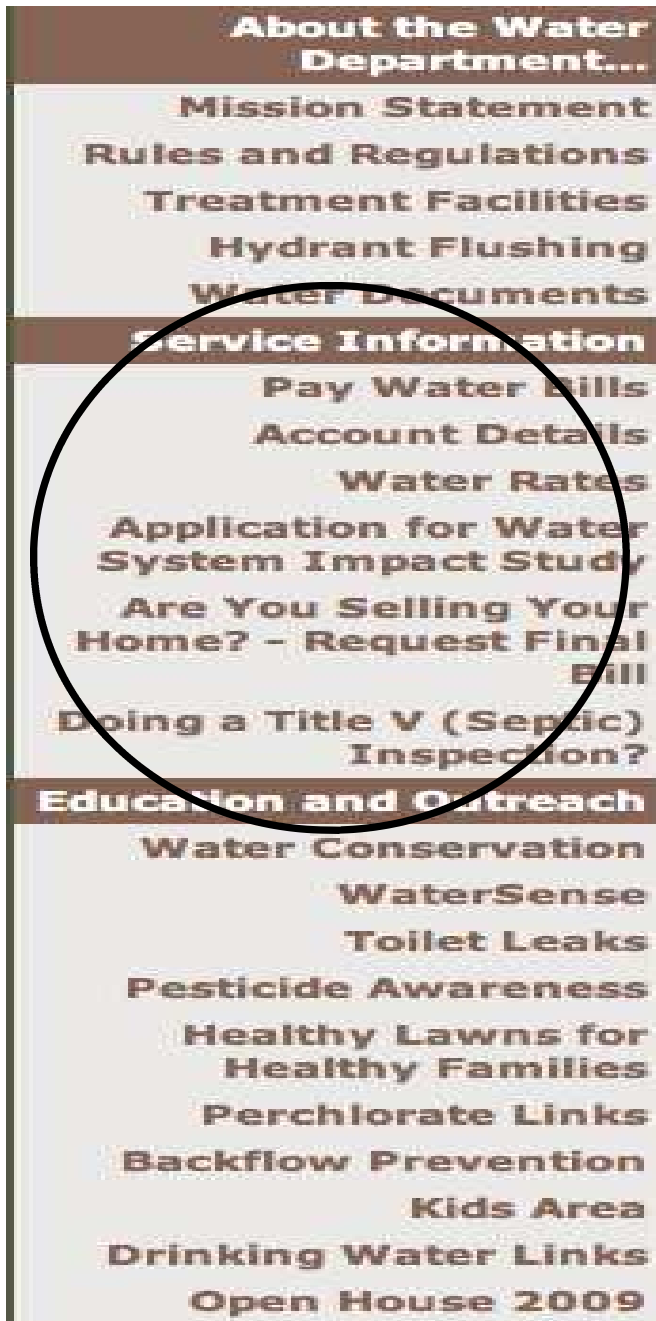 About the Water
Department...
Mission Statement
Rules and Regulations
Treatment Facilities
Hydrant Flushing
Water Documents
Service Information
Pay Water Bills
Account Details
Water Rates
Application for Water
System Impact Study
Are You Selling Your
Home? - Request Final
Bill
Doing a Title V (Septic)
Inspection?
Education and Outreach
Water Conservation
WaterSense
Toilet Leaks
Pesticide Awareness
Healthy Lawns for
Healthy Families
Perchlorate Links
Backflow Prevention
Kids Area
Drinking Water Links
Open House 2009